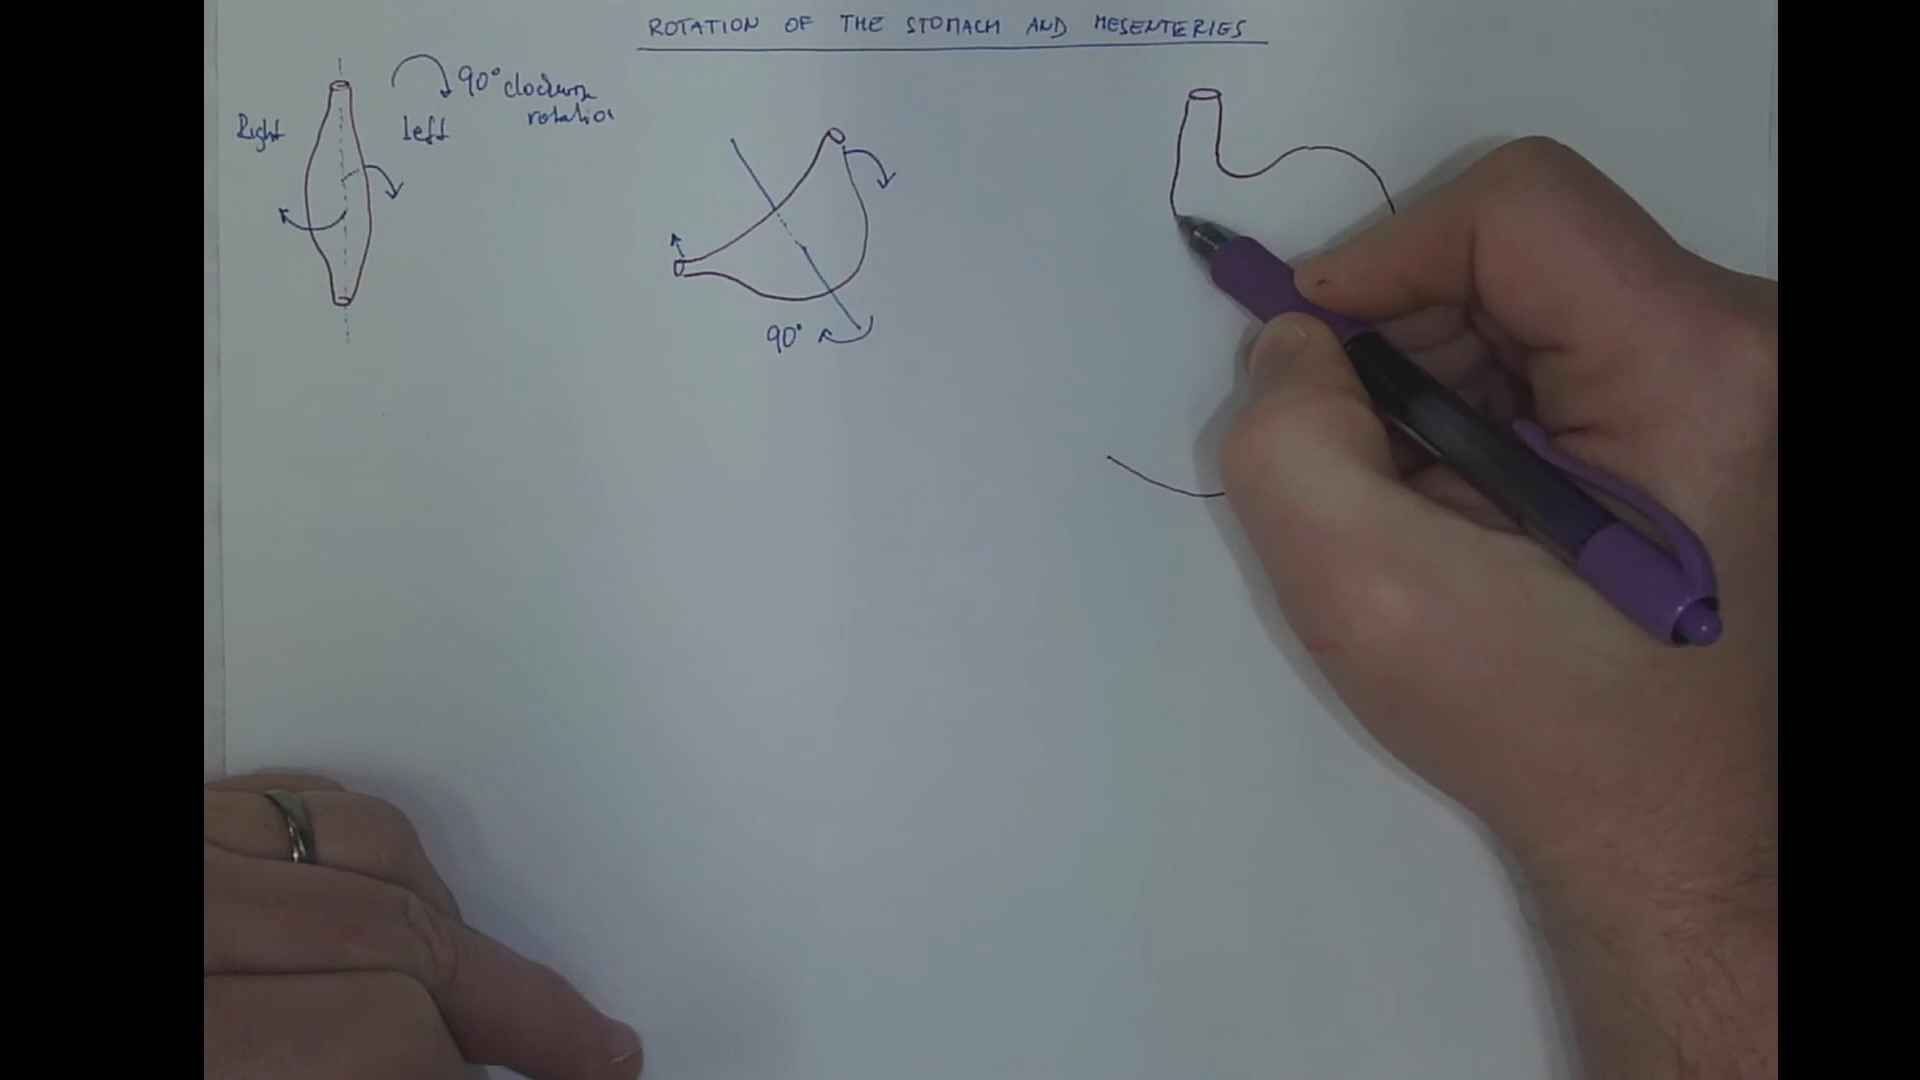 ROTATION OF THE STOMACH AND MESENTERIES
90° clockwise
rotation
Right
left
90°